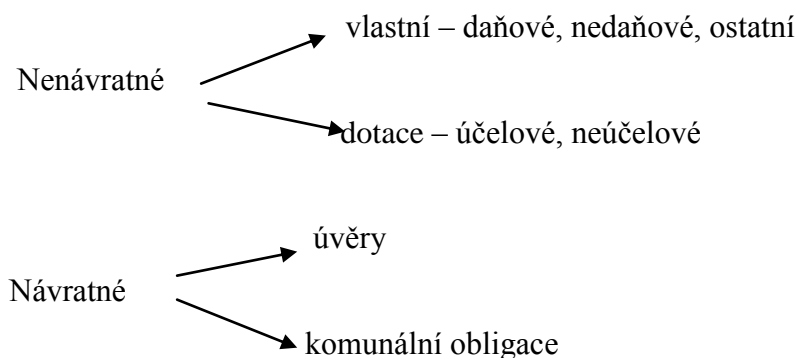 vlastní – daňové, nedaňové, ostatní
Nenávratné
dotace – účelové, neúčelové
úvěry
Návratné
komunální obligace